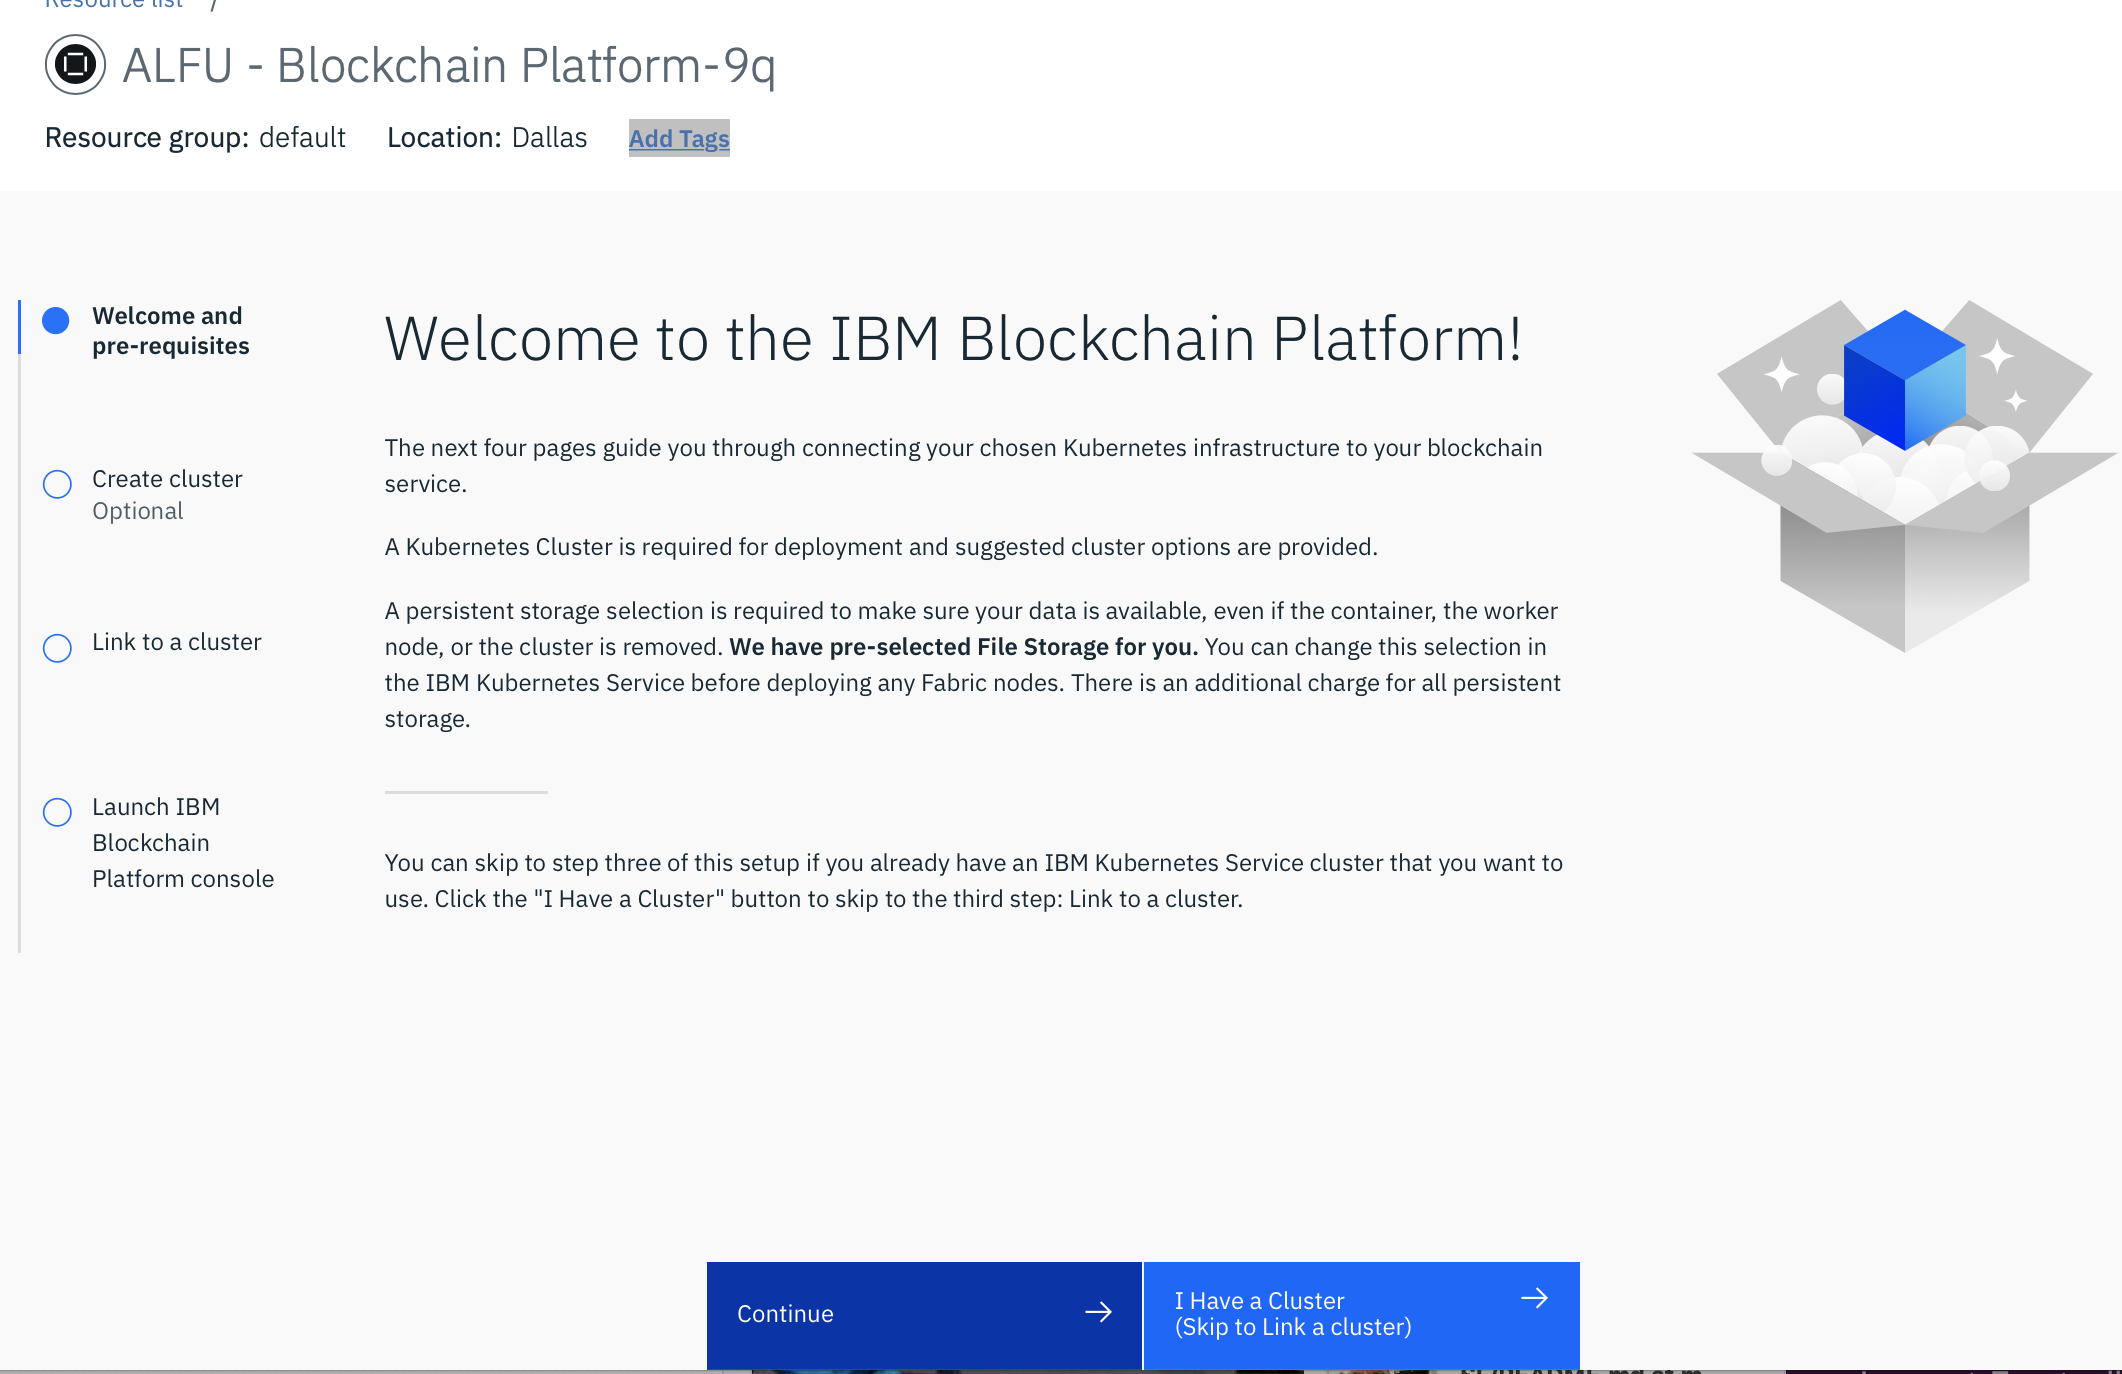 Resource list /
ALFU - Blockchain Platform-9q
Resource group: default Location: Dallas Add Tags
Welcome and
pre-requisites
Create cluster
Optional
Link to a cluster
Launch IBM
Blockchain
Platform console
Welcome to the IBM Blockchain Platform!
The next four pages guide you through connecting your chosen Kubernetes infrastructure to your blockchain
service.
A Kubernetes Cluster is required for deployment and suggested cluster options are provided.
A persistent storage selection is required to make sure your data is available, even if the container, the worker
node, or the cluster is removed. We have pre-selected File Storage for you. You can change this selection in
the IBM Kubernetes Service before deploying any Fabric nodes. There is an additional charge for all persistent
storage.
You can skip to step three of this setup if you already have an IBM Kubernetes Service cluster that you want to
use. Click the "I Have a Cluster" button to skip to the third step: Link to a cluster.
Continue
I Have a Cluster
(Skip to Link a cluster)